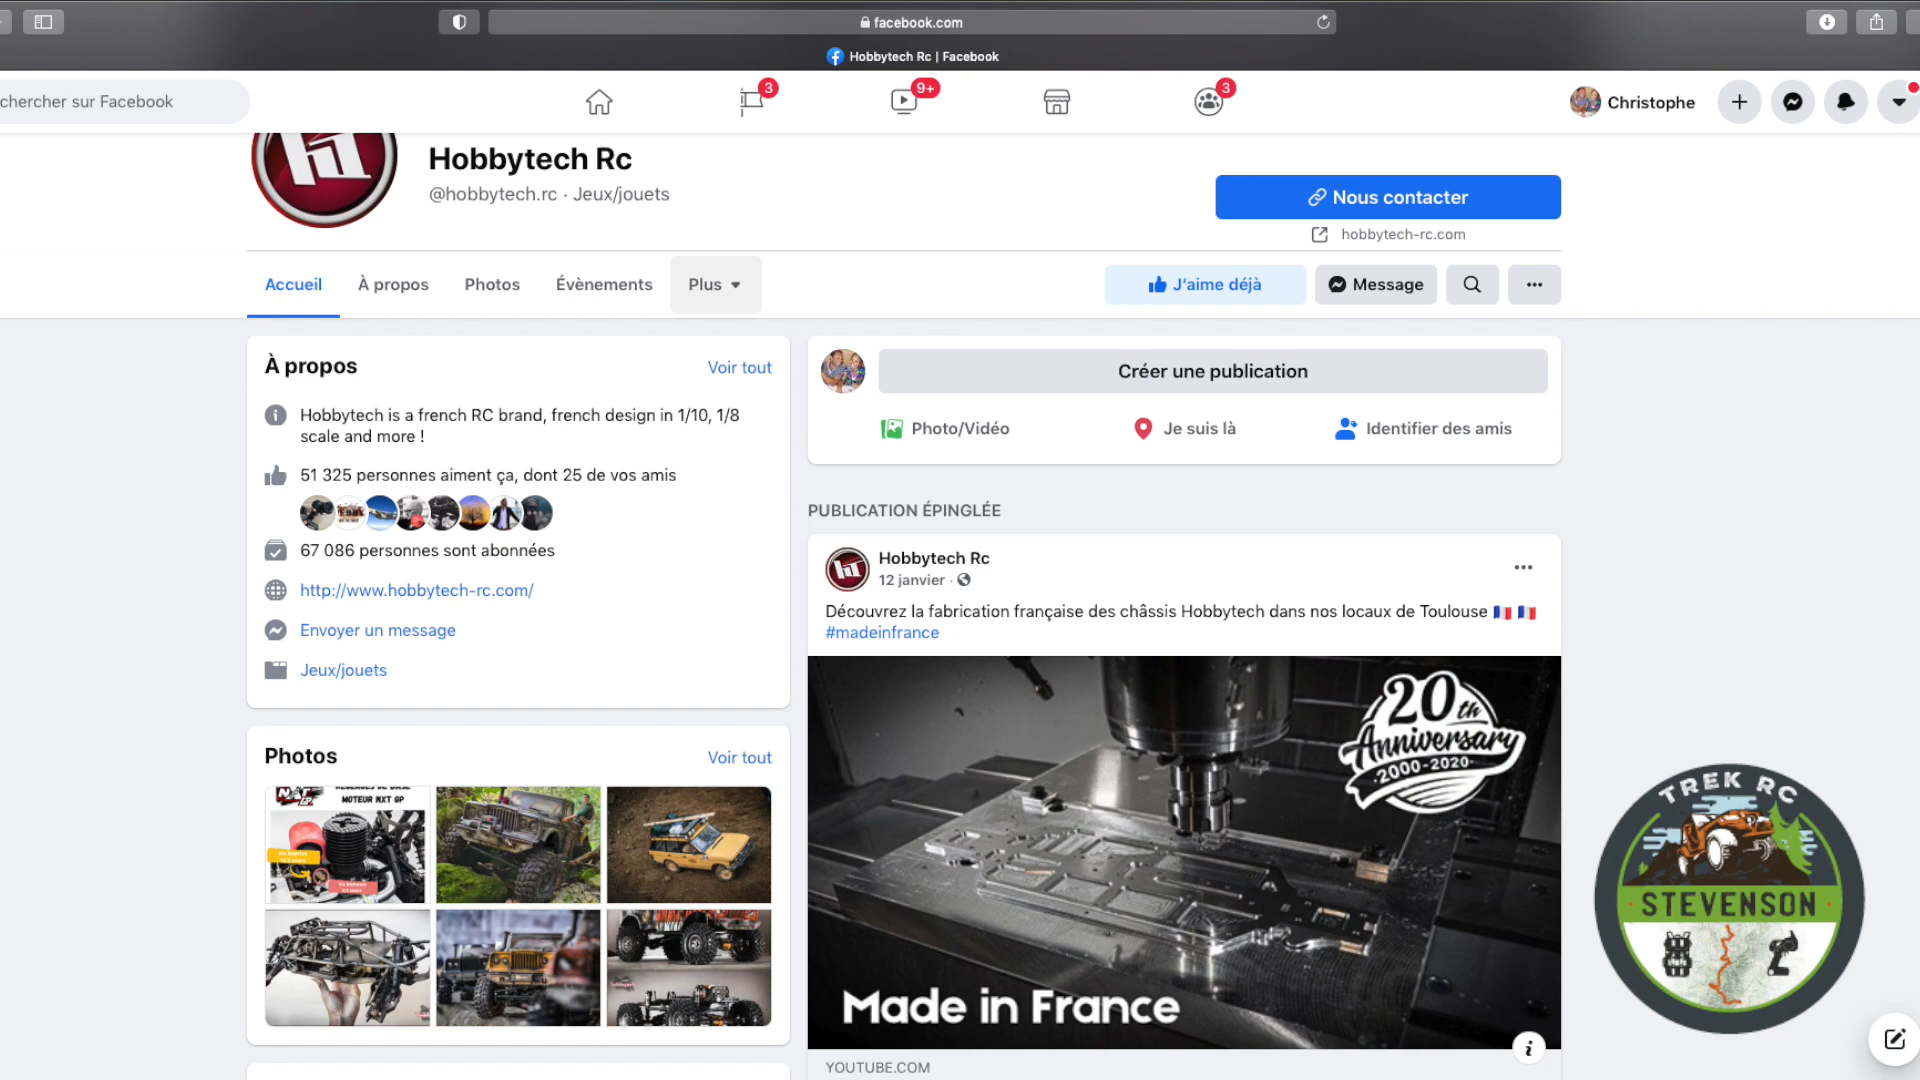 facebook.com
Hobbytech Rc | Facebook
chercher sur Facebook
3
9+
3
Christophe
Hobbytech Rc
@hobbytech.rc · Jeux/jouets
Nous contacter
hobbytech-rc.com
Accueil
À propos
Photos
Évènements
Plus
J'aime déjà
Message
À propos
Voir tout
Hobbytech is a french RC brand, french design in 1/10, 1/8
scale and more !
51 325 personnes aiment ça, dont 25 de vos amis
67 086 personnes sont abonnées
http://www.hobbytech-rc.com/
Envoyer un message
Jeux/jouets
Photos
Voir tout
MOTEUR NXT GP
Créer une publication
Photo/Vidéo
Je suis là
Identifier des amis
PUBLICATION ÉPINGLÉE
Hobbytech Rc
12 janvier ·
Découvrez la fabrication française des châssis Hobbytech dans nos locaux de Toulouse
#madeinfrance
20th
Anniversary
·2000-2020·
Made in France
YOUTUBE.COM
TREK RC
STEVENSON